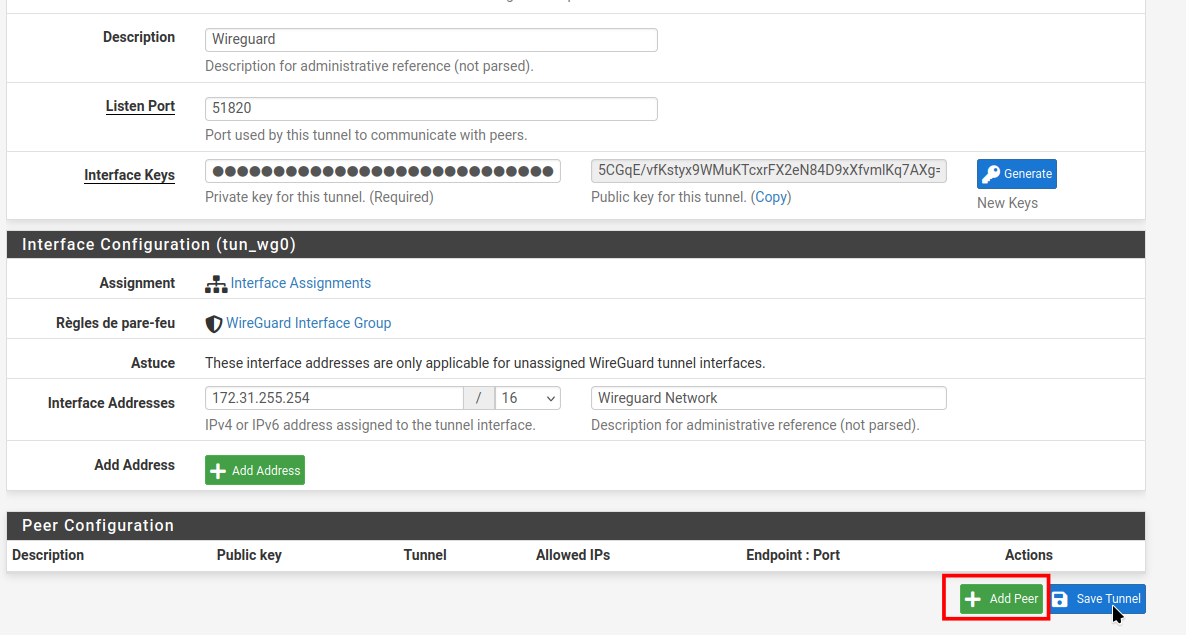 Description
Wireguard
Description for administrative reference (not parsed).
Listen Port
51820
Port used by this tunnel to communicate with peers.
Interface Keys
5CGqE/vfKstyx9WMuKTcxrFX2eN84D9xXfvmlKq7AXg=
Generate
Private key for this tunnel. (Required)
Public key for this tunnel. (Copy)
New Keys
Interface Configuration (tun_wg0)
Assignment
Interface Assignments
Règles de pare-feu
WireGuard Interface Group
Astuce
These interface addresses are only applicable for unassigned WireGuard tunnel interfaces.
Interface Addresses
172.31.255.254 / 16
Wireguard Network
IPv4 or IPv6 address assigned to the tunnel interface.
Description for administrative reference (not parsed).
Add Address
Add Address
Peer Configuration
Description Public key Tunnel Allowed IPs Endpoint : Port Actions
Add Peer
Save Tunnel